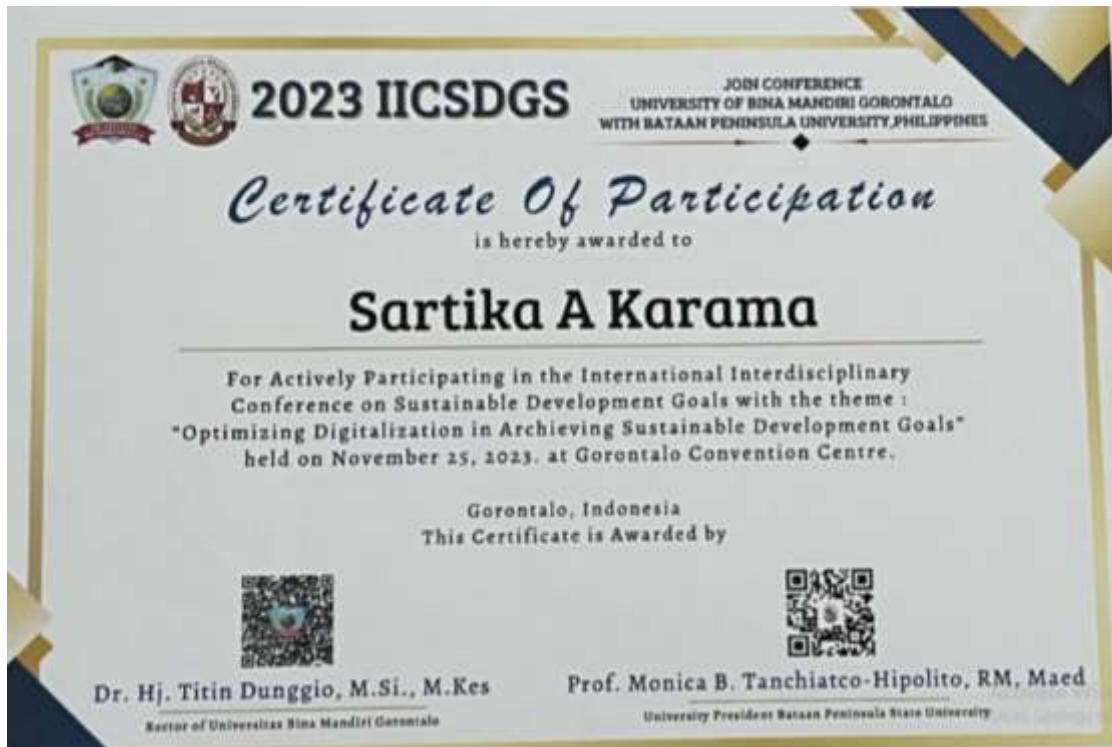 2023 IICSDGS
JOIN CONFERENCE
UNIVERSITY OF BINA MANDIRI GORONTALO
WITH BATAAN PENINSULA UNIVERSITY,PHILIPPINES
Certificate Of Participation
is hereby awarded to
Sartika A Karama
For Actively Participating in the International Interdisciplinary
Conference on Sustainable Development Goals with the theme :
"Optimizing Digitalization in Archieving Sustainable Development Goals"
held on November 25, 2023. at Gorontalo Convention Centre.
Gorontalo, Indonesia
This Certificate is Awarded by
Dr. Hj. Titin Dunggio, M.Si., M.Kes
Rector of Universitas Bina Mandiri Gorontalo
Prof. Monica B. Tanchiatco-Hipolito, RM, Maed
University President Bataan Peninsula State University